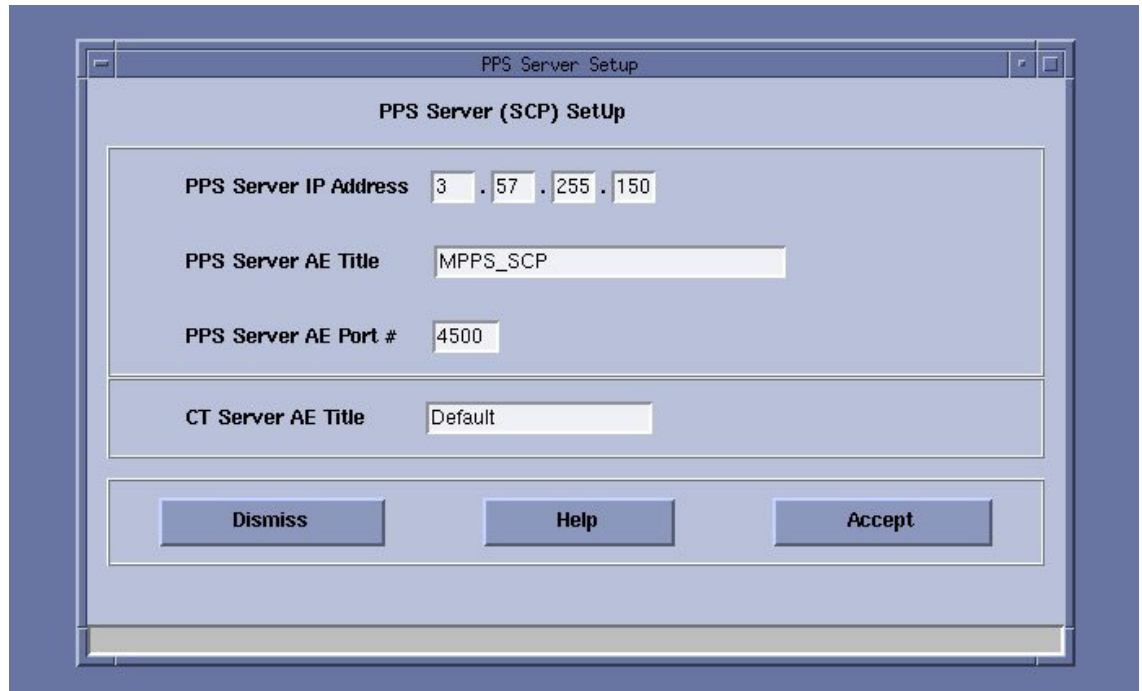 PPS Server Setup
PPS Server (SCP) SetUp
PPS Server IP Address 3 . 57 . 255 . 150
PPS Server AE Title MPPS_SCP
PPS Server AE Port # 4500
CT Server AE Title Default
Dismiss Help Accept